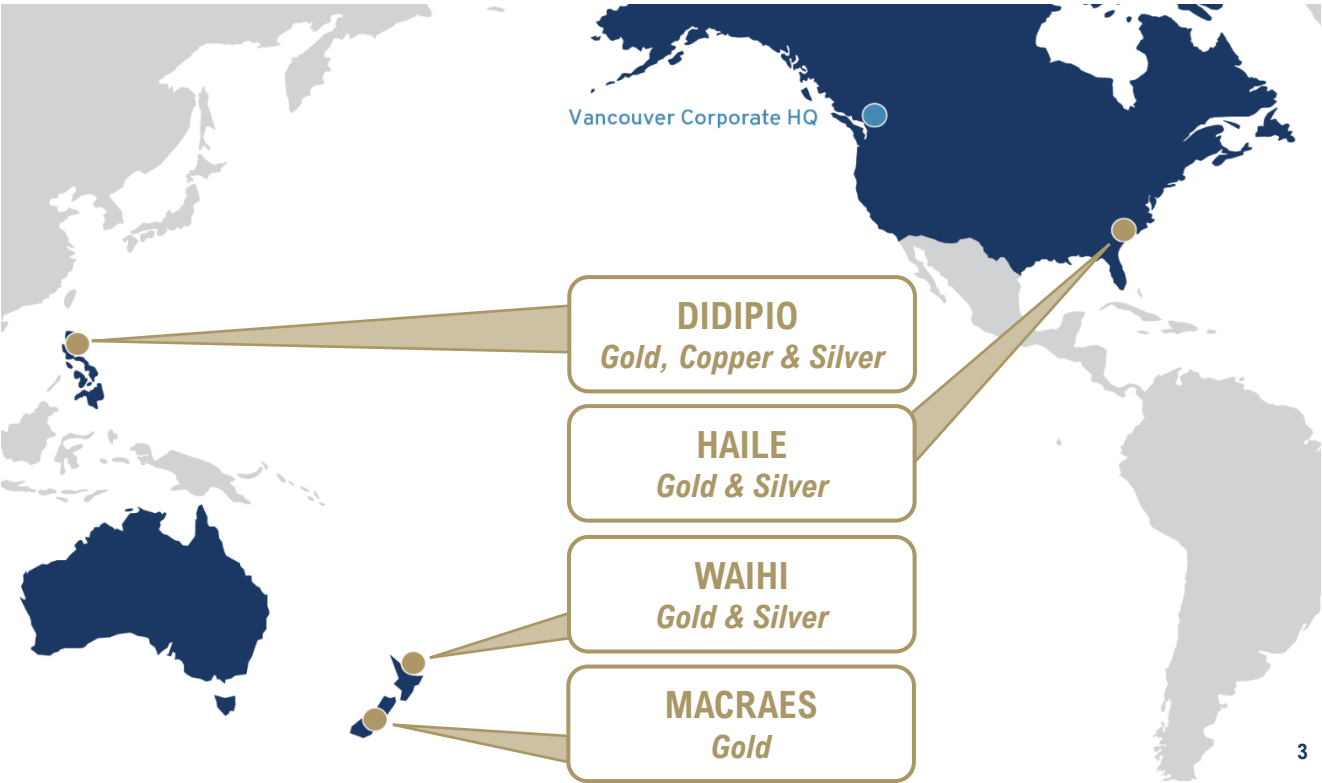 Vancouver Corporate HQ
DIDIPIO
Gold, Copper & Silver
HAILE
Gold & Silver
WAIHI
Gold & Silver
MACRAES
Gold
3